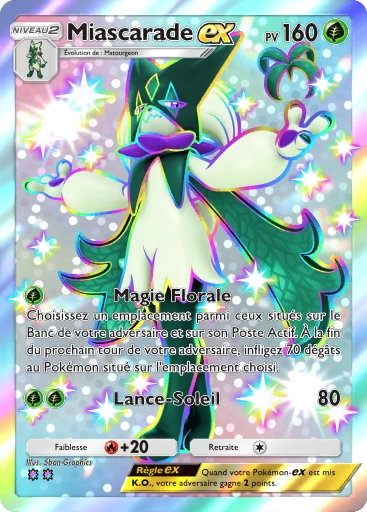 NIVEAU 2
Miascarade ex
PV 160
Évolution de : Matourgeon
Magie Florale
Choisissez un emplacement parmi ceux situés sur le
Banc de votre adversaire et sur son Poste Actif. À la fin
du prochain tour de votre adversaire, infligez 70 dégâts
au Pokémon situé sur l'emplacement choisi.
Lance-Soleil 80
Faiblesse +20 Retraite
Illus. 5ban Graphics
Règle ex Quand votre Pokémon-ex est mis
K.O., votre adversaire gagne 2 points.